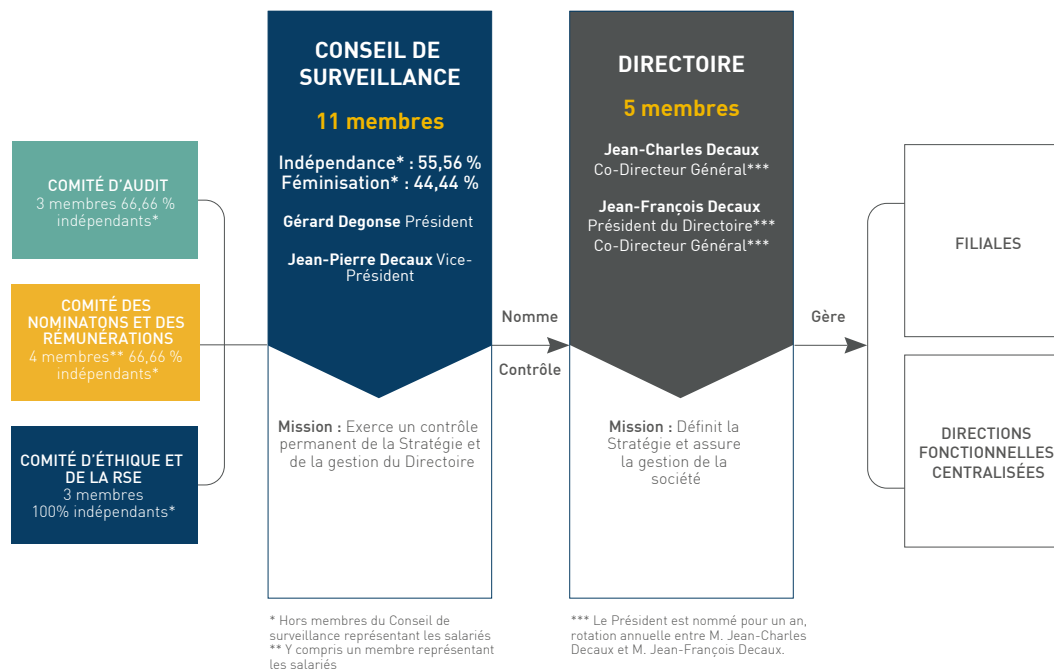 COMITÉ D'AUDIT
3 membres 66,66 %
indépendants*
COMITÉ DES
NOMINATONS ET DES
RÉMUNÉRATIONS
4 membres** 66,66 %
indépendants*
COMITÉ D'ÉTHIQUE ET
DE LA RSE
3 membres
100% indépendants*
CONSEIL DE
SURVEILLANCE
11 membres
Indépendance* : 55,56 %
Féminisation* : 44,44 %
Gérard Degonse Président
Jean-Pierre Decaux Vice-
Président
Mission : Exerce un contrôle
permanent de la Stratégie et
de la gestion du Directoire
* Hors membres du Conseil de
surveillance représentant les salariés
** Y compris un membre représentant
les salariés
Nomme
Contrôle
DIRECTOIRE
5 membres
Jean-Charles Decaux
Co-Directeur Général***
Jean-François Decaux
Président du Directoire***
Co-Directeur Général***
Mission : Définit la
Stratégie et assure
la gestion de la
société
*** Le Président est nommé pour un an,
rotation annuelle entre M. Jean-Charles
Decaux et M. Jean-François Decaux.
Gère
FILIALES
DIRECTIONS
FONCTIONNELLES
CENTRALISÉES